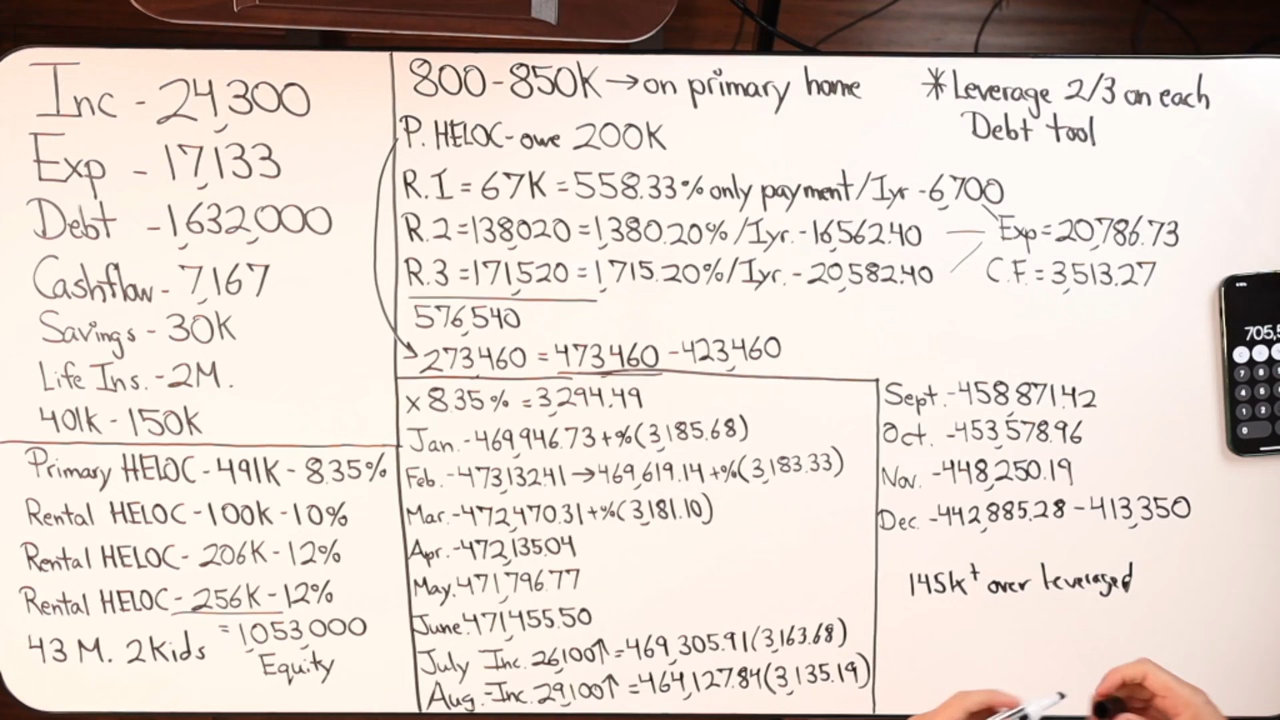 Inc - 24,300
Exp - 17,133
Debt - 1,632,000
Cashflow - 7,167
Savings - 30K
Life Ins. - 2M.
401k - 150k
Primary HELOC - 491K - 8.35%
Rental HELOC - 100K - 10%
Rental HELOC - 206K - 12%
Rental HELOC - 256K - 12%
43 M. 2 Kids = 1,053,000
Equity
800-850K → on primary home
P. HELOC - owe 200K
R.1 = 67K = 558.33 % only payment / 1yr - 6,700
R.2 = 138020 = 1,380.20% / 1yr. - 16,562.40
R.3 = 171,520 = 1,715.20% / 1yr. - 20,582.40
576,540
273,460 = 473,460 - 423,460
* Leverage 2/3 on each
Debt tool
Exp = 20,786.73
C.F. = 3,513.27
x 8.35% = 3,294.49
Jan. - 469,946.73 + % (3,185.68)
Feb. - 473,132.41 → 469,619.14 + % (3,183.33)
Mar. - 472,470.31 + % (3,181.10)
Apr. - 472,135.04
May. 471,796.77
June. 471,455.50
July Inc. 26,100↑ = 469,305.91 (3,163.68)
Aug. - Inc. 29,100↑ = 464,127.84 (3,135.19)
Sept. - 458,871.42
Oct. - 453,578.96
Nov. - 448,250.19
Dec. - 442,885.28 - 413,350
145k+ over leveraged
705,5